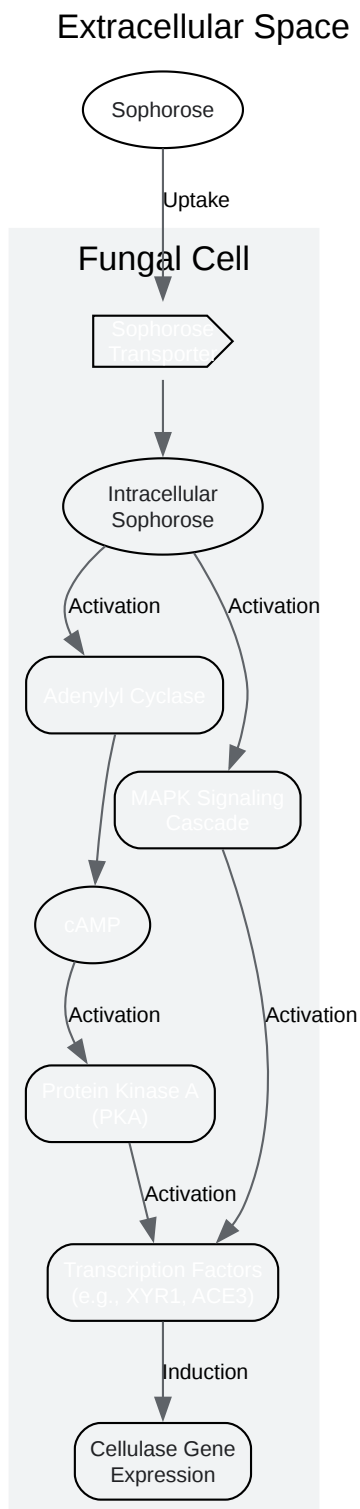 Extracellular Space
Sophorose
Uptake
Fungal Cell
Sophorose
Transporter
Intracellular
Sophorose
Activation
Activation
Adenylyl Cyclase
MAPK Signaling
Cascade
cAMP
Activation
Activation
Protein Kinase A
(PKA)
Activation
Transcription Factors
(e.g., XYR1, ACE3)
Induction
Cellulase Gene
Expression